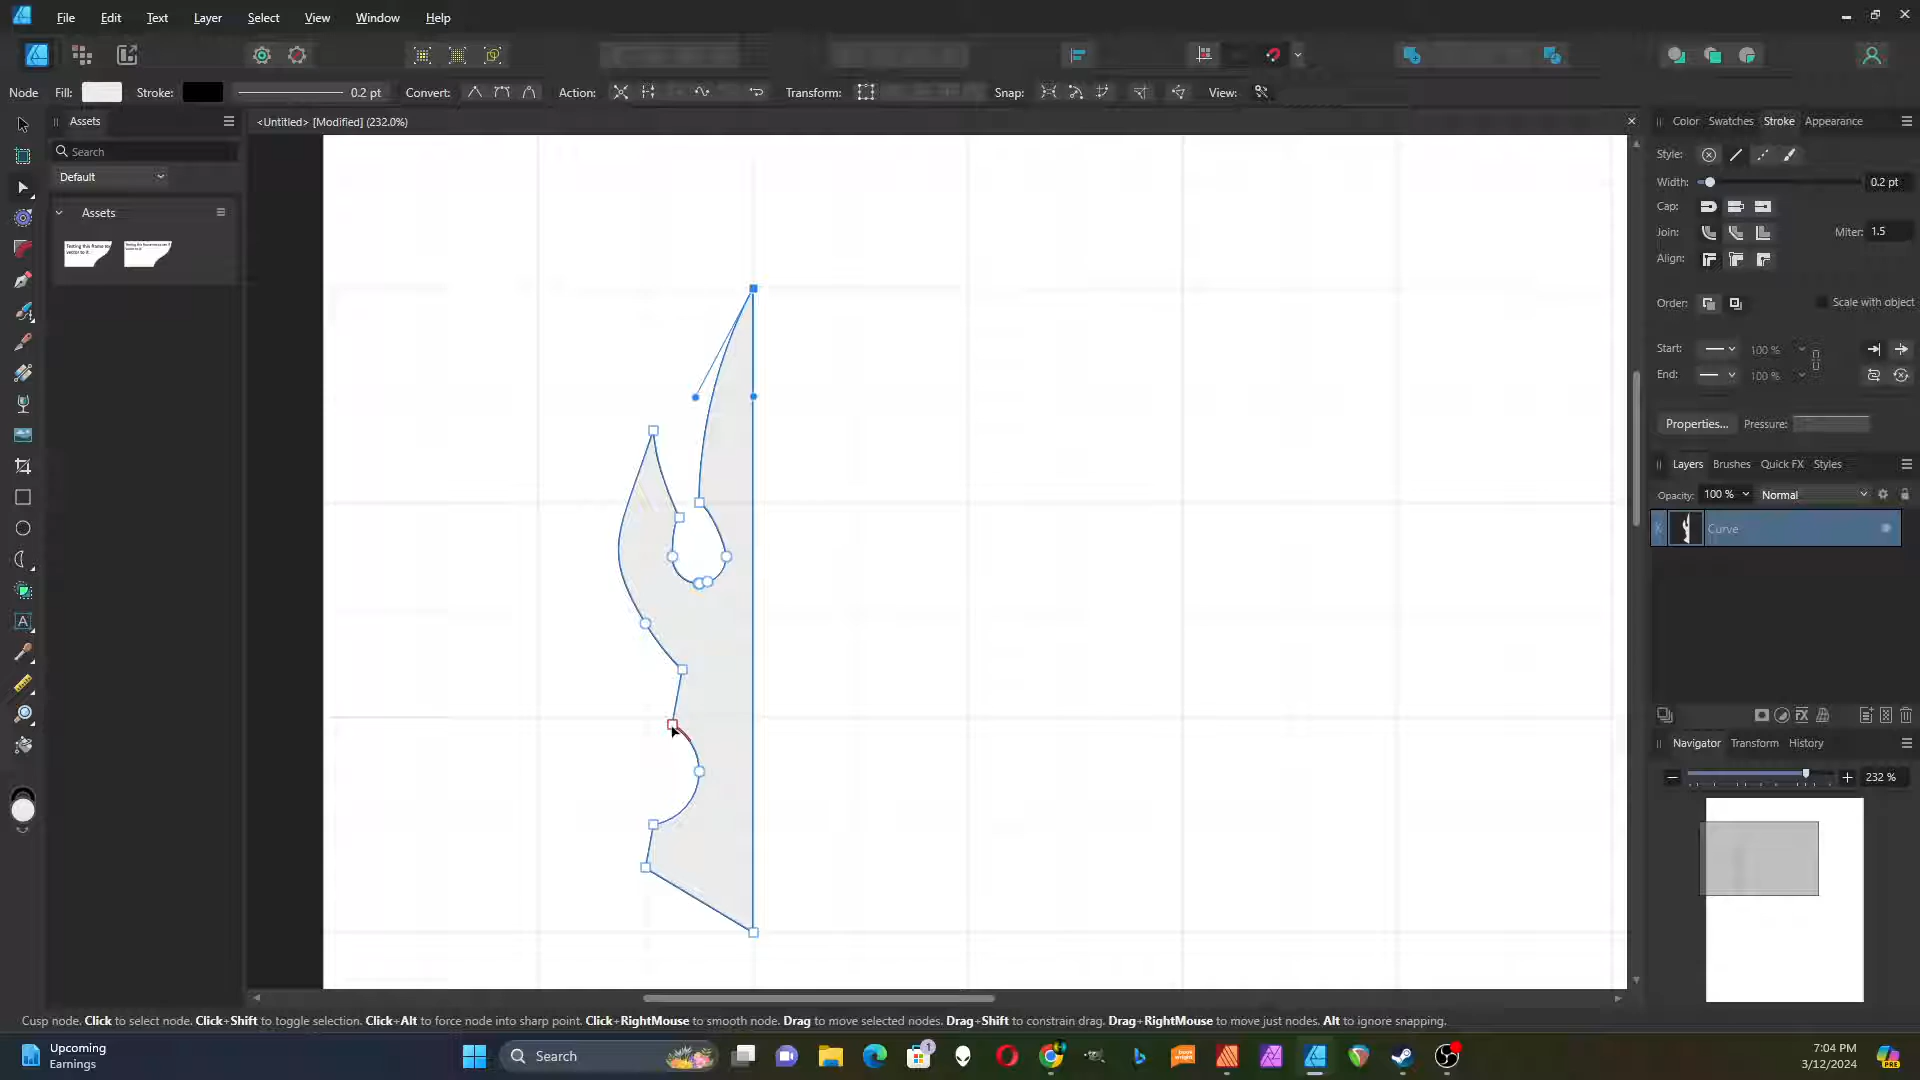 File Edit Text Layer Select View Window Help
Node Fill: Stroke: 0.2 pt Convert: Action: Transform: Snap: View:
Assets
<Untitled> [Modified] (232.0%)
Search
Default
Assets
Color Swatches Stroke Appearance
Style:
Width: 0.2 pt
Cap:
Join: Miter: 1.5
Align:
Order: Scale with object
Start: 100 %
End: 100 %
Properties... Pressure:
Layers Brushes Quick FX Styles
Opacity: 100 % Normal
Curve
Navigator Transform History
232 %
Cusp node. Click to select node. Click+Shift to toggle selection. Click+Alt to force node into sharp point. Click+RightMouse to smooth node. Drag to move selected nodes. Drag+Shift to constrain drag. Drag+RightMouse to move just nodes. Alt to ignore snapping.
Upcoming
Earnings
Search
1
7:04 PM
3/12/2024